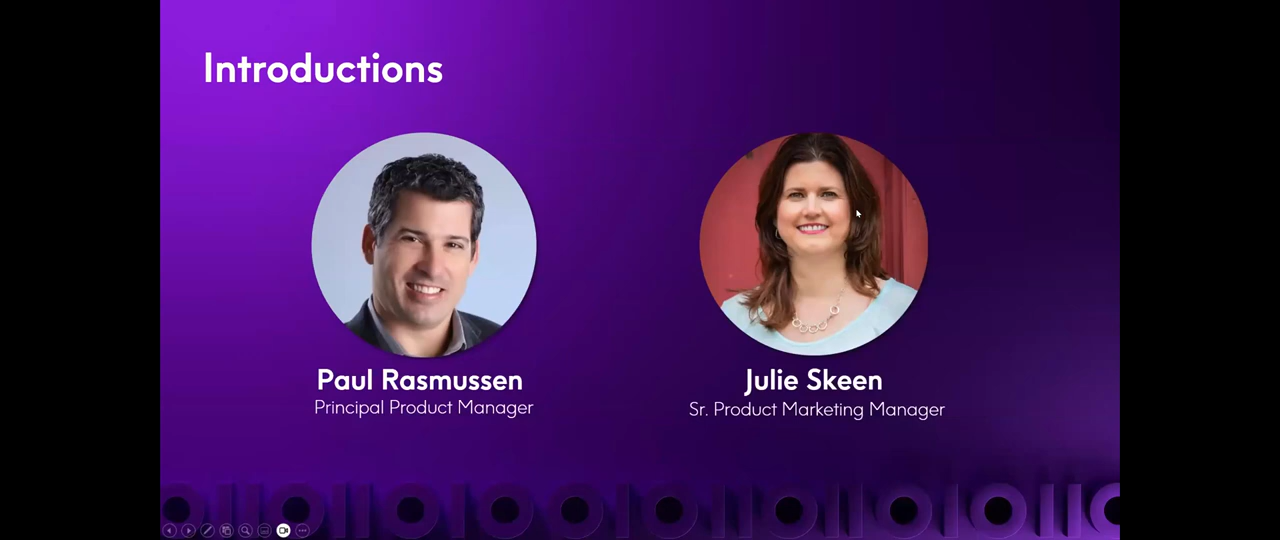 Introductions
Paul Rasmussen
Principal Product Manager
Julie Skeen
Sr. Product Marketing Manager